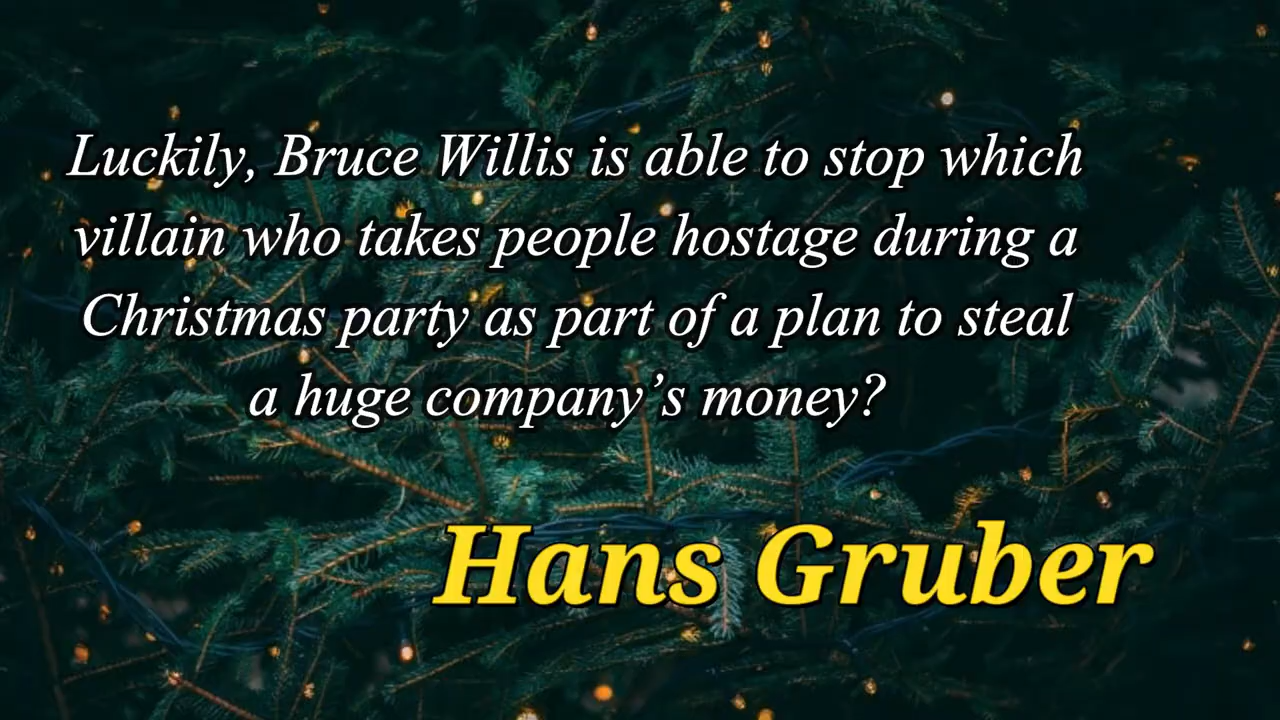 Luckily, Bruce Willis is able to stop which
villain who takes people hostage during a
Christmas party as part of a plan to steal
a huge company’s money?
Hans Gruber